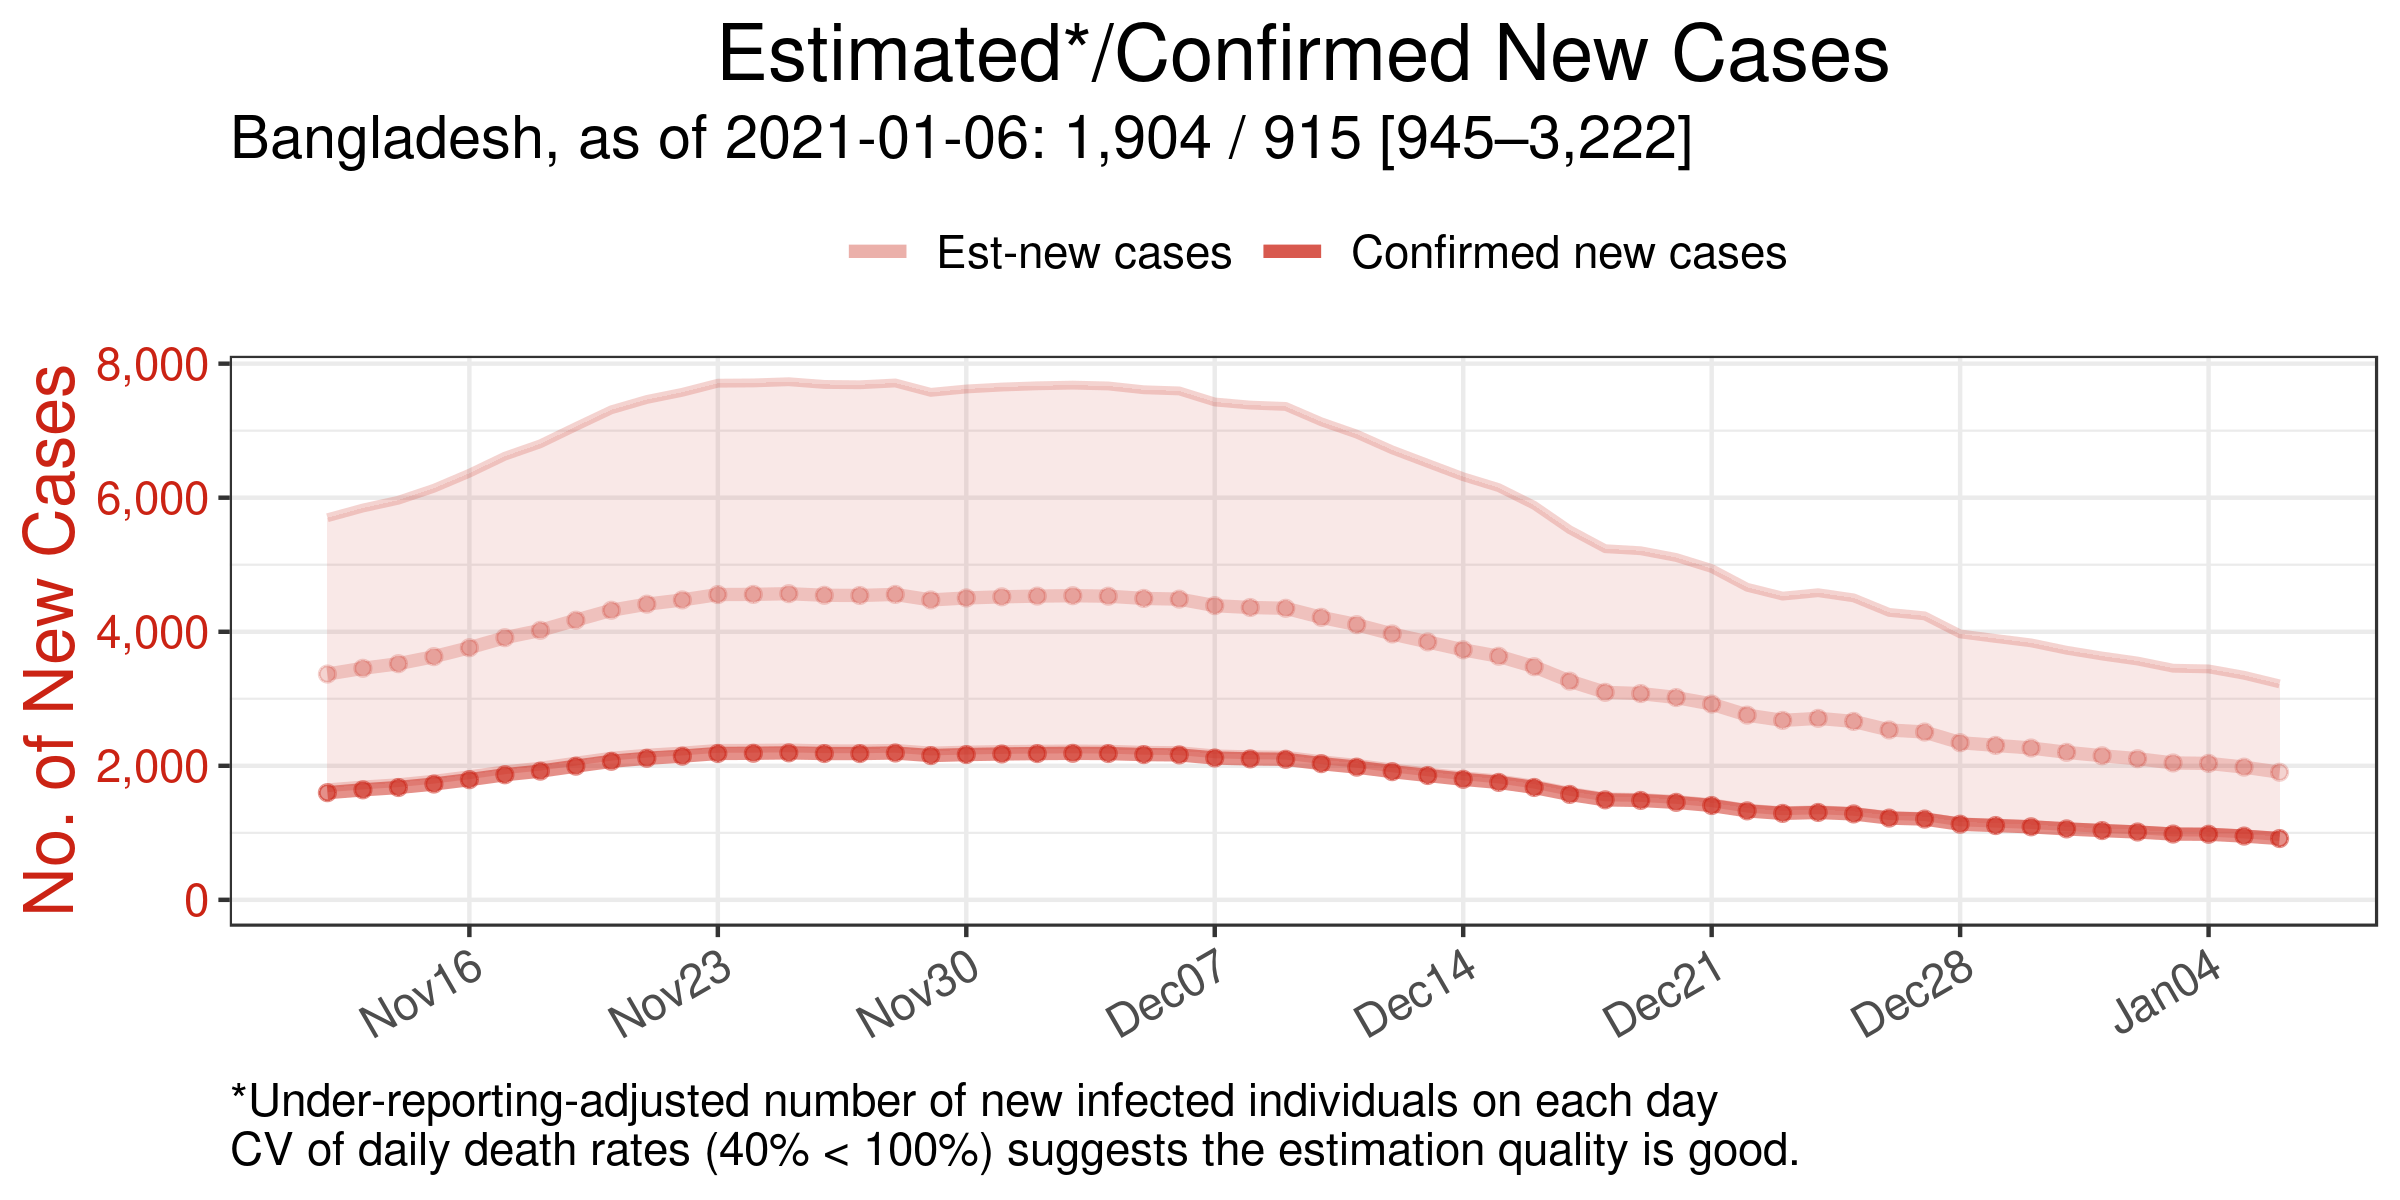 Estimated*/Confirmed New Cases
Bangladesh, as of 2021-01-06: 1,904 / 915 [945–3,222]
Est-new cases
Confirmed new cases
No. of New Cases
8,000
6,000
4,000
2,000
0
Nov16
Nov23
Nov30
Dec07
Dec14
Dec21
Dec28
Jan04
*Under-reporting-adjusted number of new infected individuals on each day
CV of daily death rates (40% < 100%) suggests the estimation quality is good.